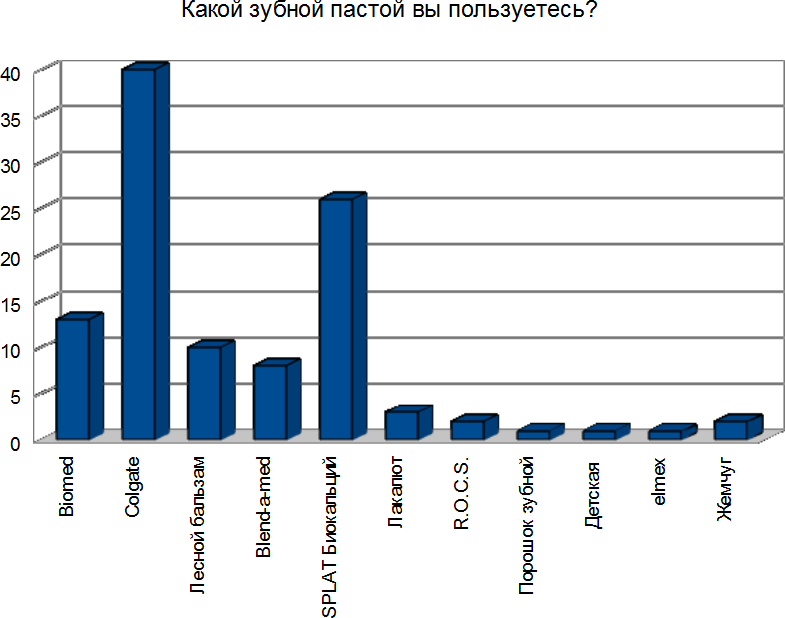 Какой зубной пастой вы пользуетесь?
40
35
30
25
20
15
10
5
0
Biomed
Colgate
Лесной бальзам
Blend-a-med
SPLAT Биокальций
Лакалют
R.O.C.S.
Порошок зубной
Детская
elmex
Жемчуг